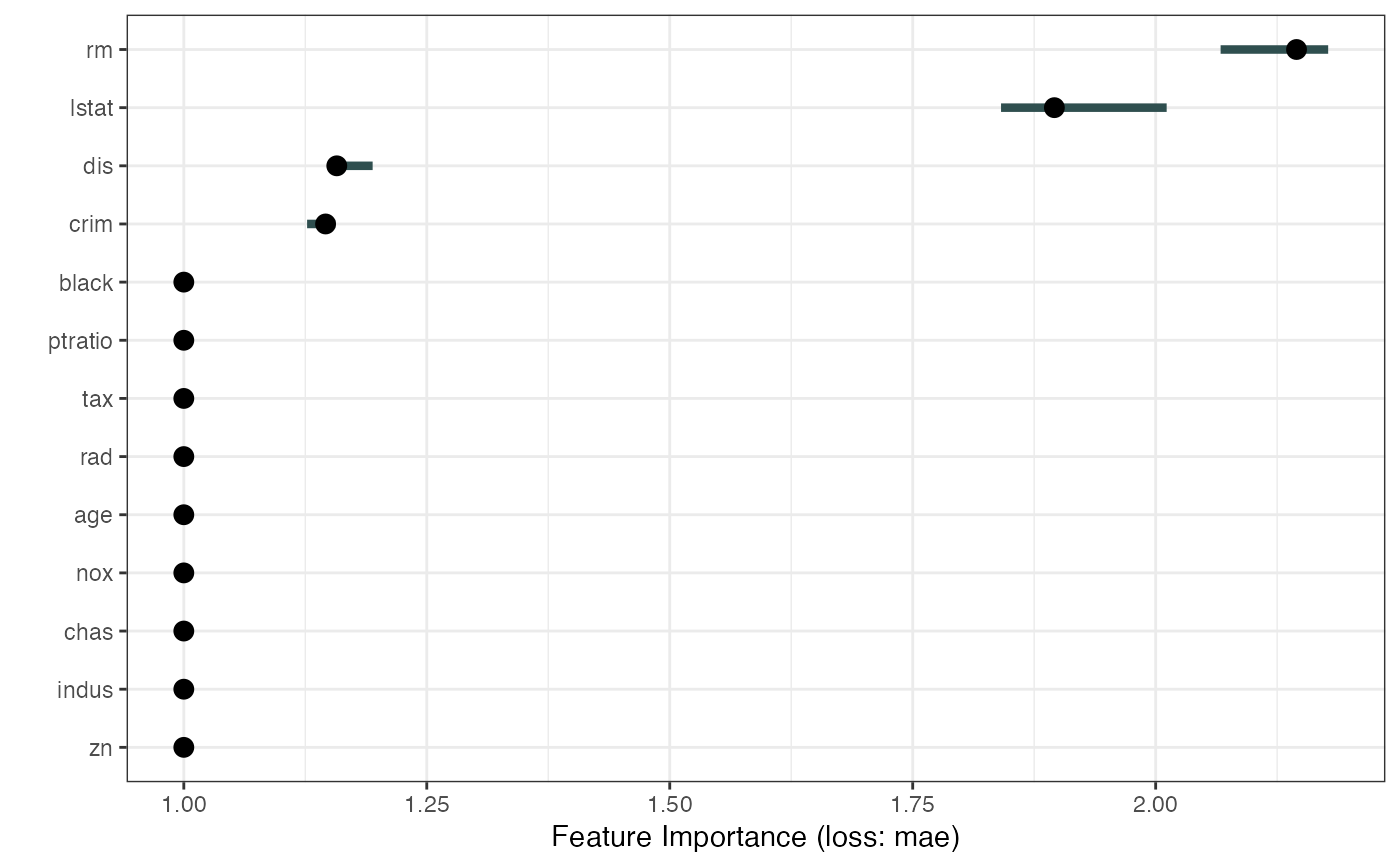 rm
lstat
dis
crim
black
ptratio
tax
rad
age
nox
chas
indus
zn
1.00 1.25 1.50 1.75 2.00
Feature Importance (loss: mae)